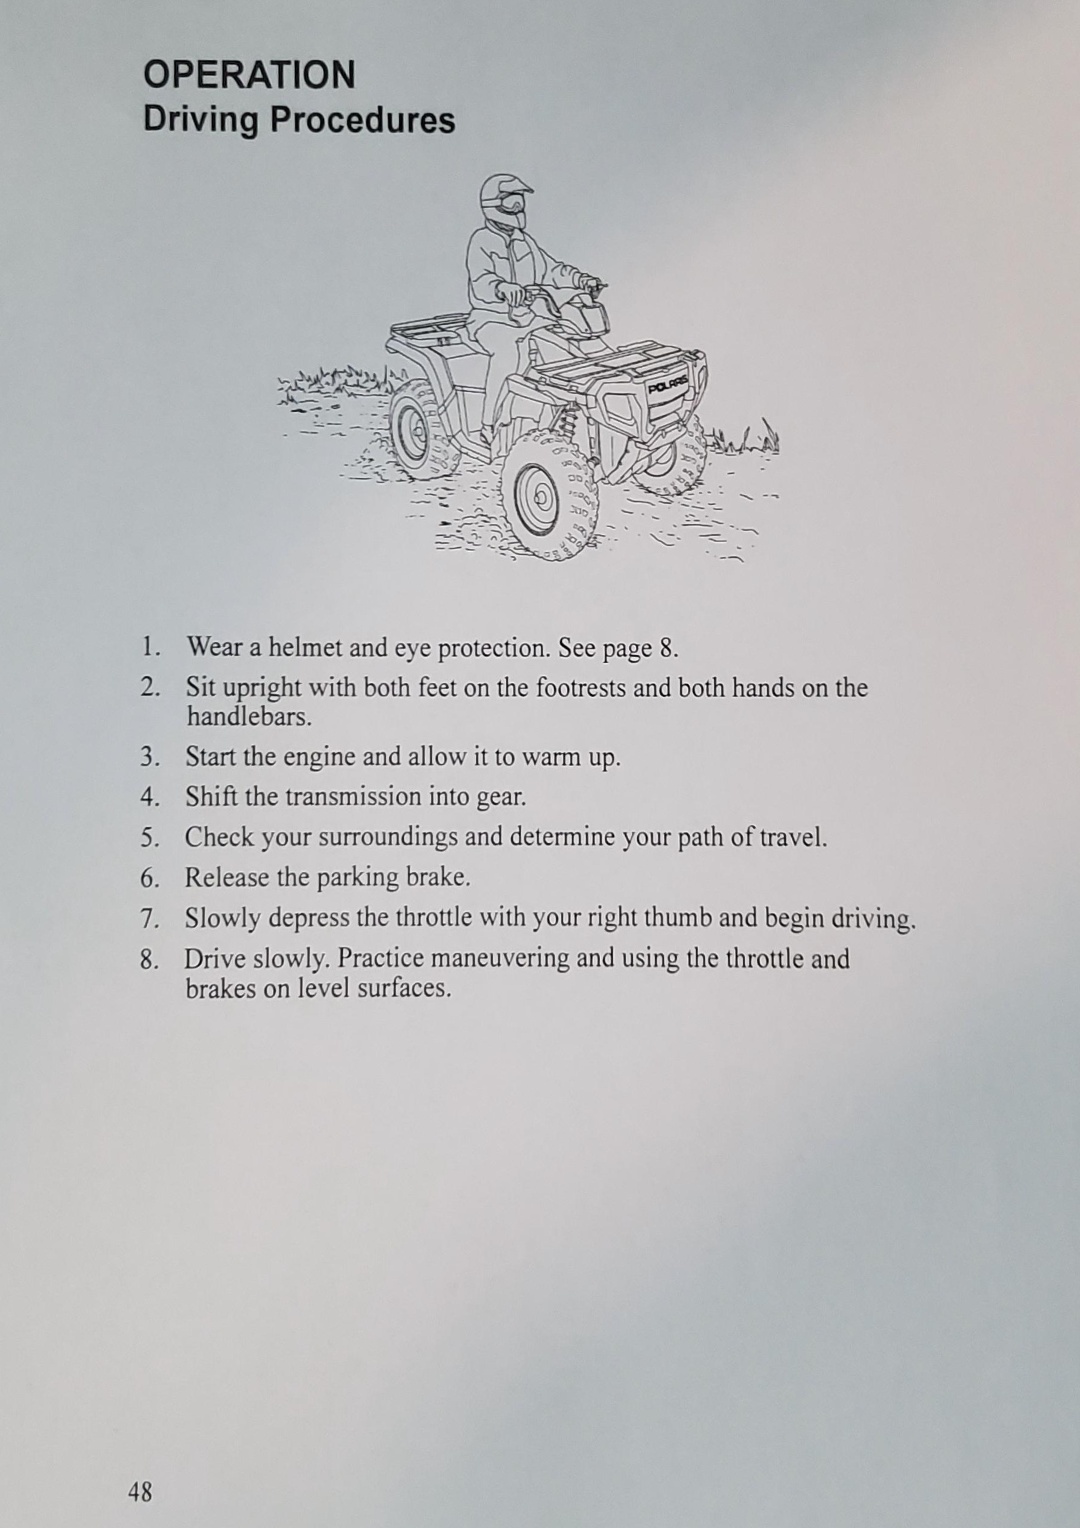 OPERATION
Driving Procedures
POLARIS
1. Wear a helmet and eye protection. See page 8.
2. Sit upright with both feet on the footrests and both hands on the
handlebars.
3. Start the engine and allow it to warm up.
4. Shift the transmission into gear.
5. Check your surroundings and determine your path of travel.
6. Release the parking brake.
7. Slowly depress the throttle with your right thumb and begin driving.
8. Drive slowly. Practice maneuvering and using the throttle and
brakes on level surfaces.
48